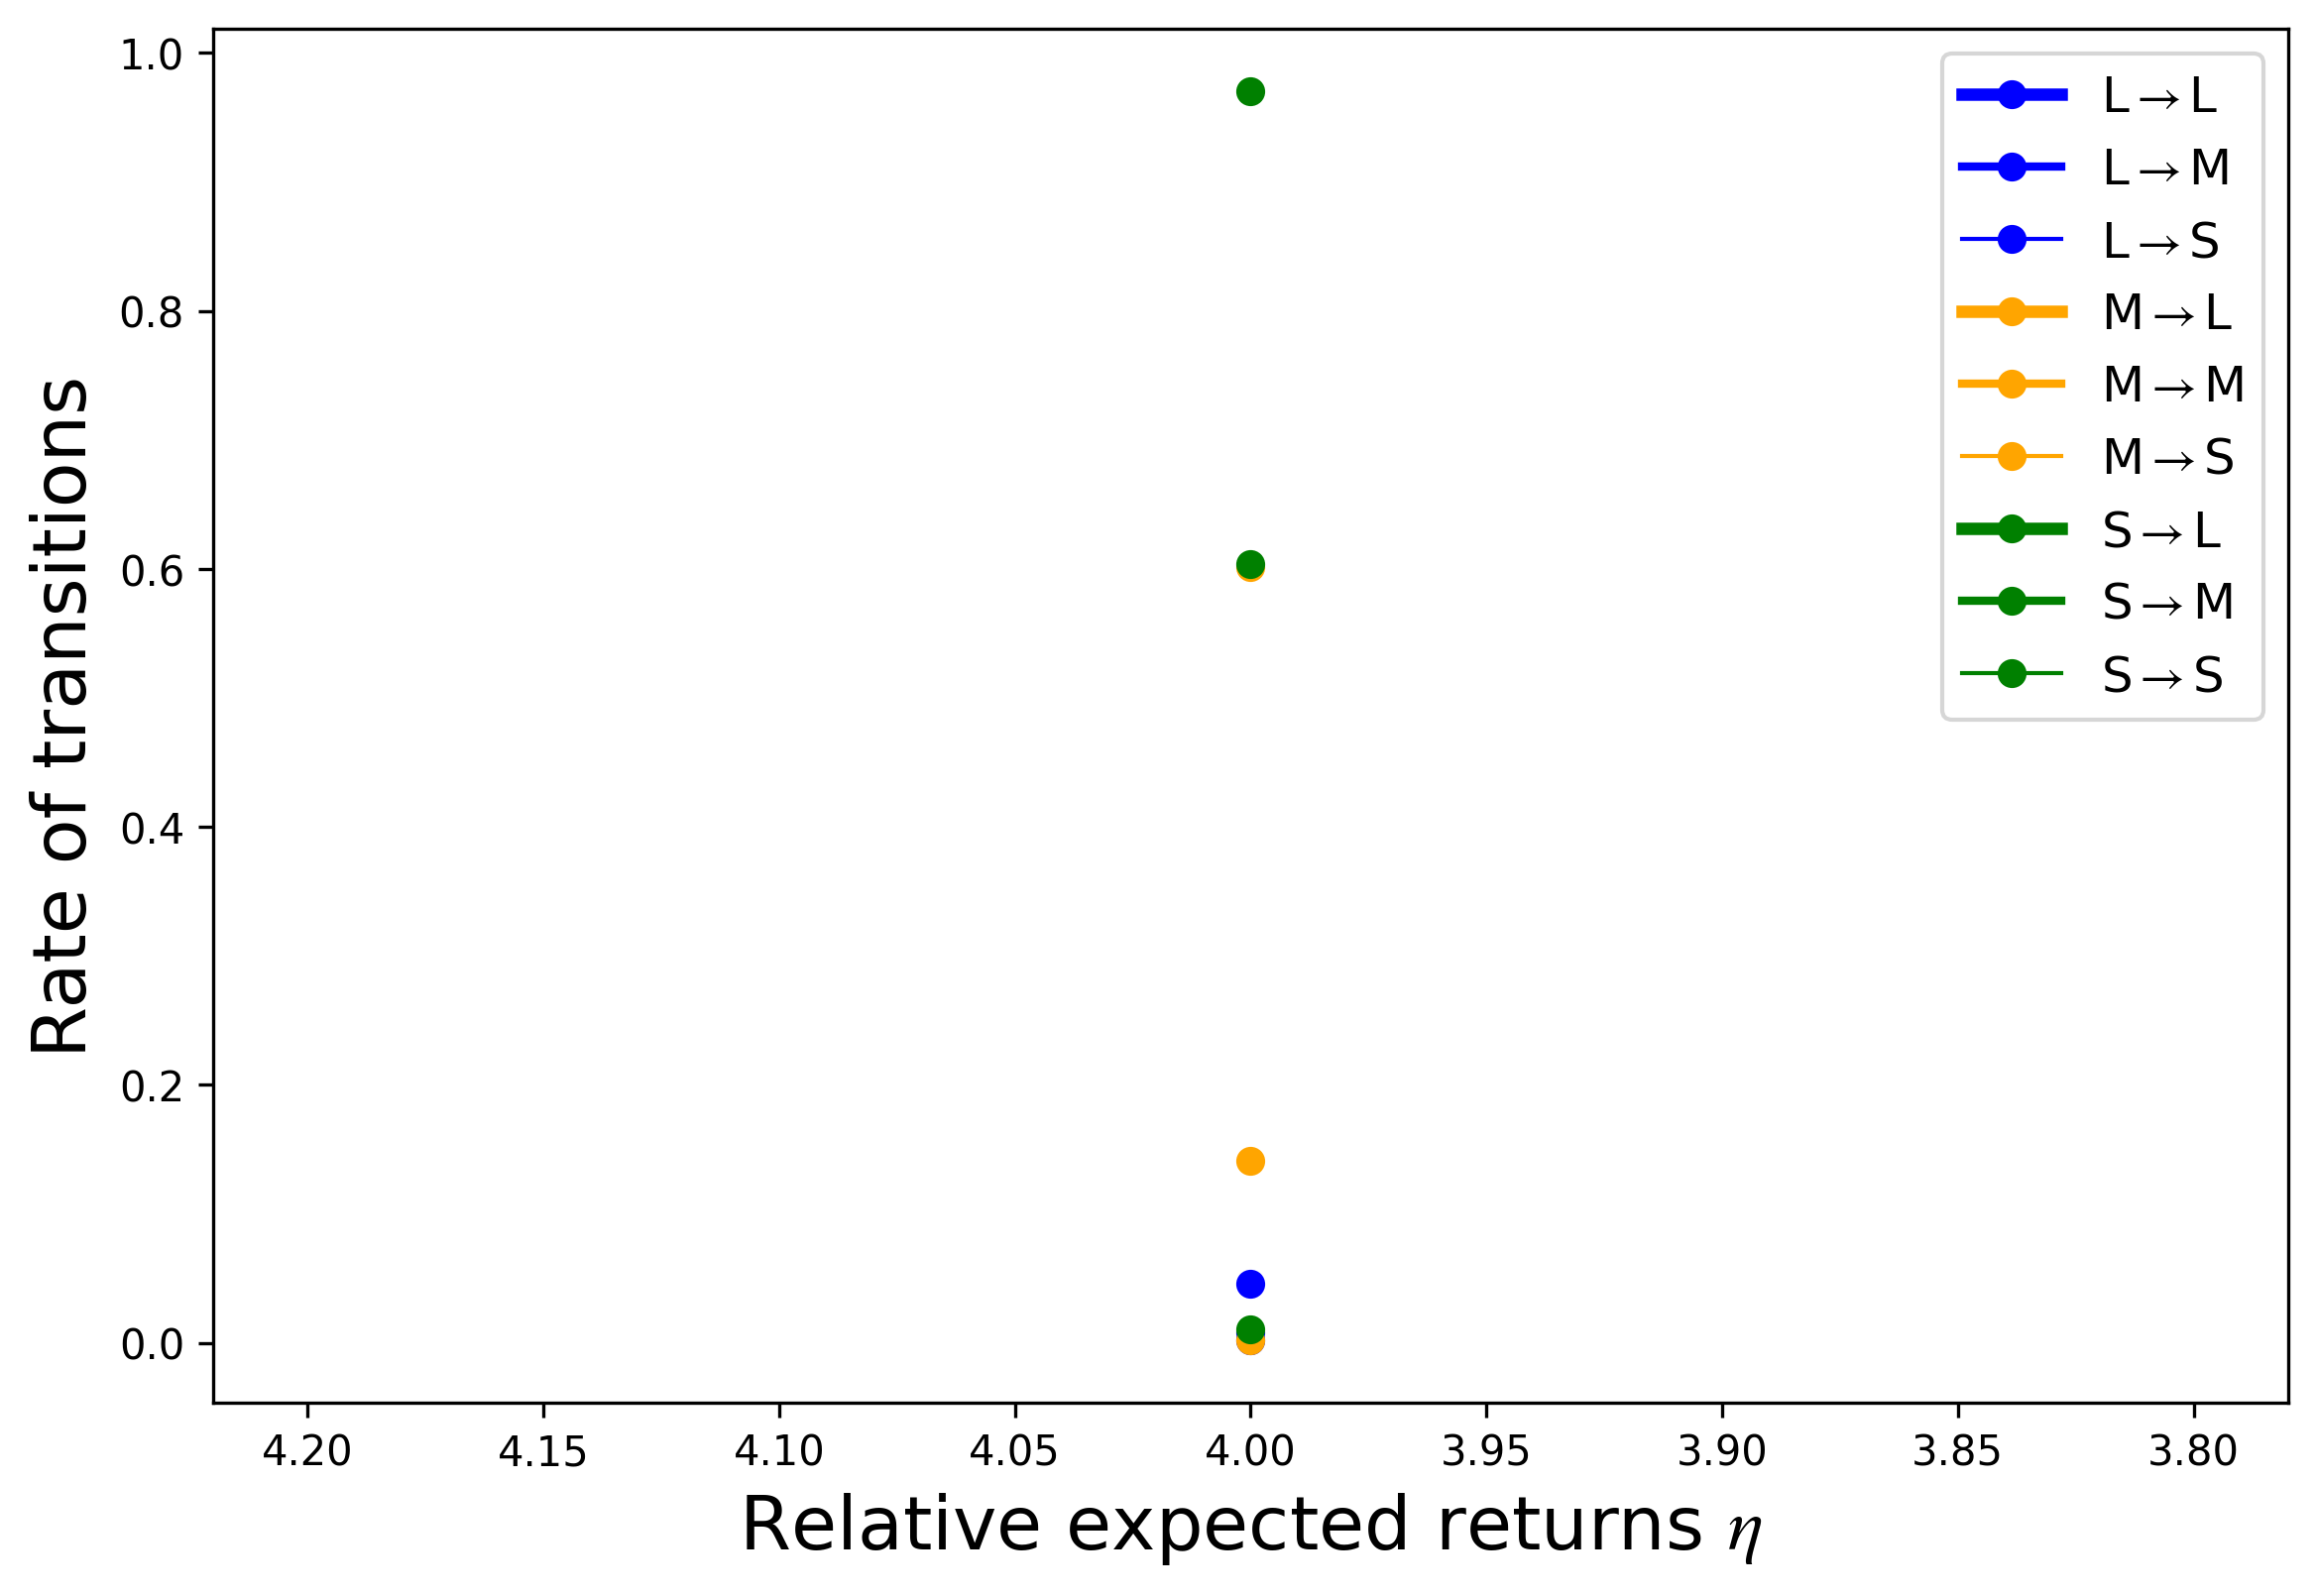 Rate of transitions
1.0
0.8
0.6
0.4
0.2
0.0
4.20 4.15 4.10 4.05 4.00 3.95 3.90 3.85 3.80
Relative expected returns η
L→L
L→M
L→S
M→L
M→M
M→S
S→L
S→M
S→S